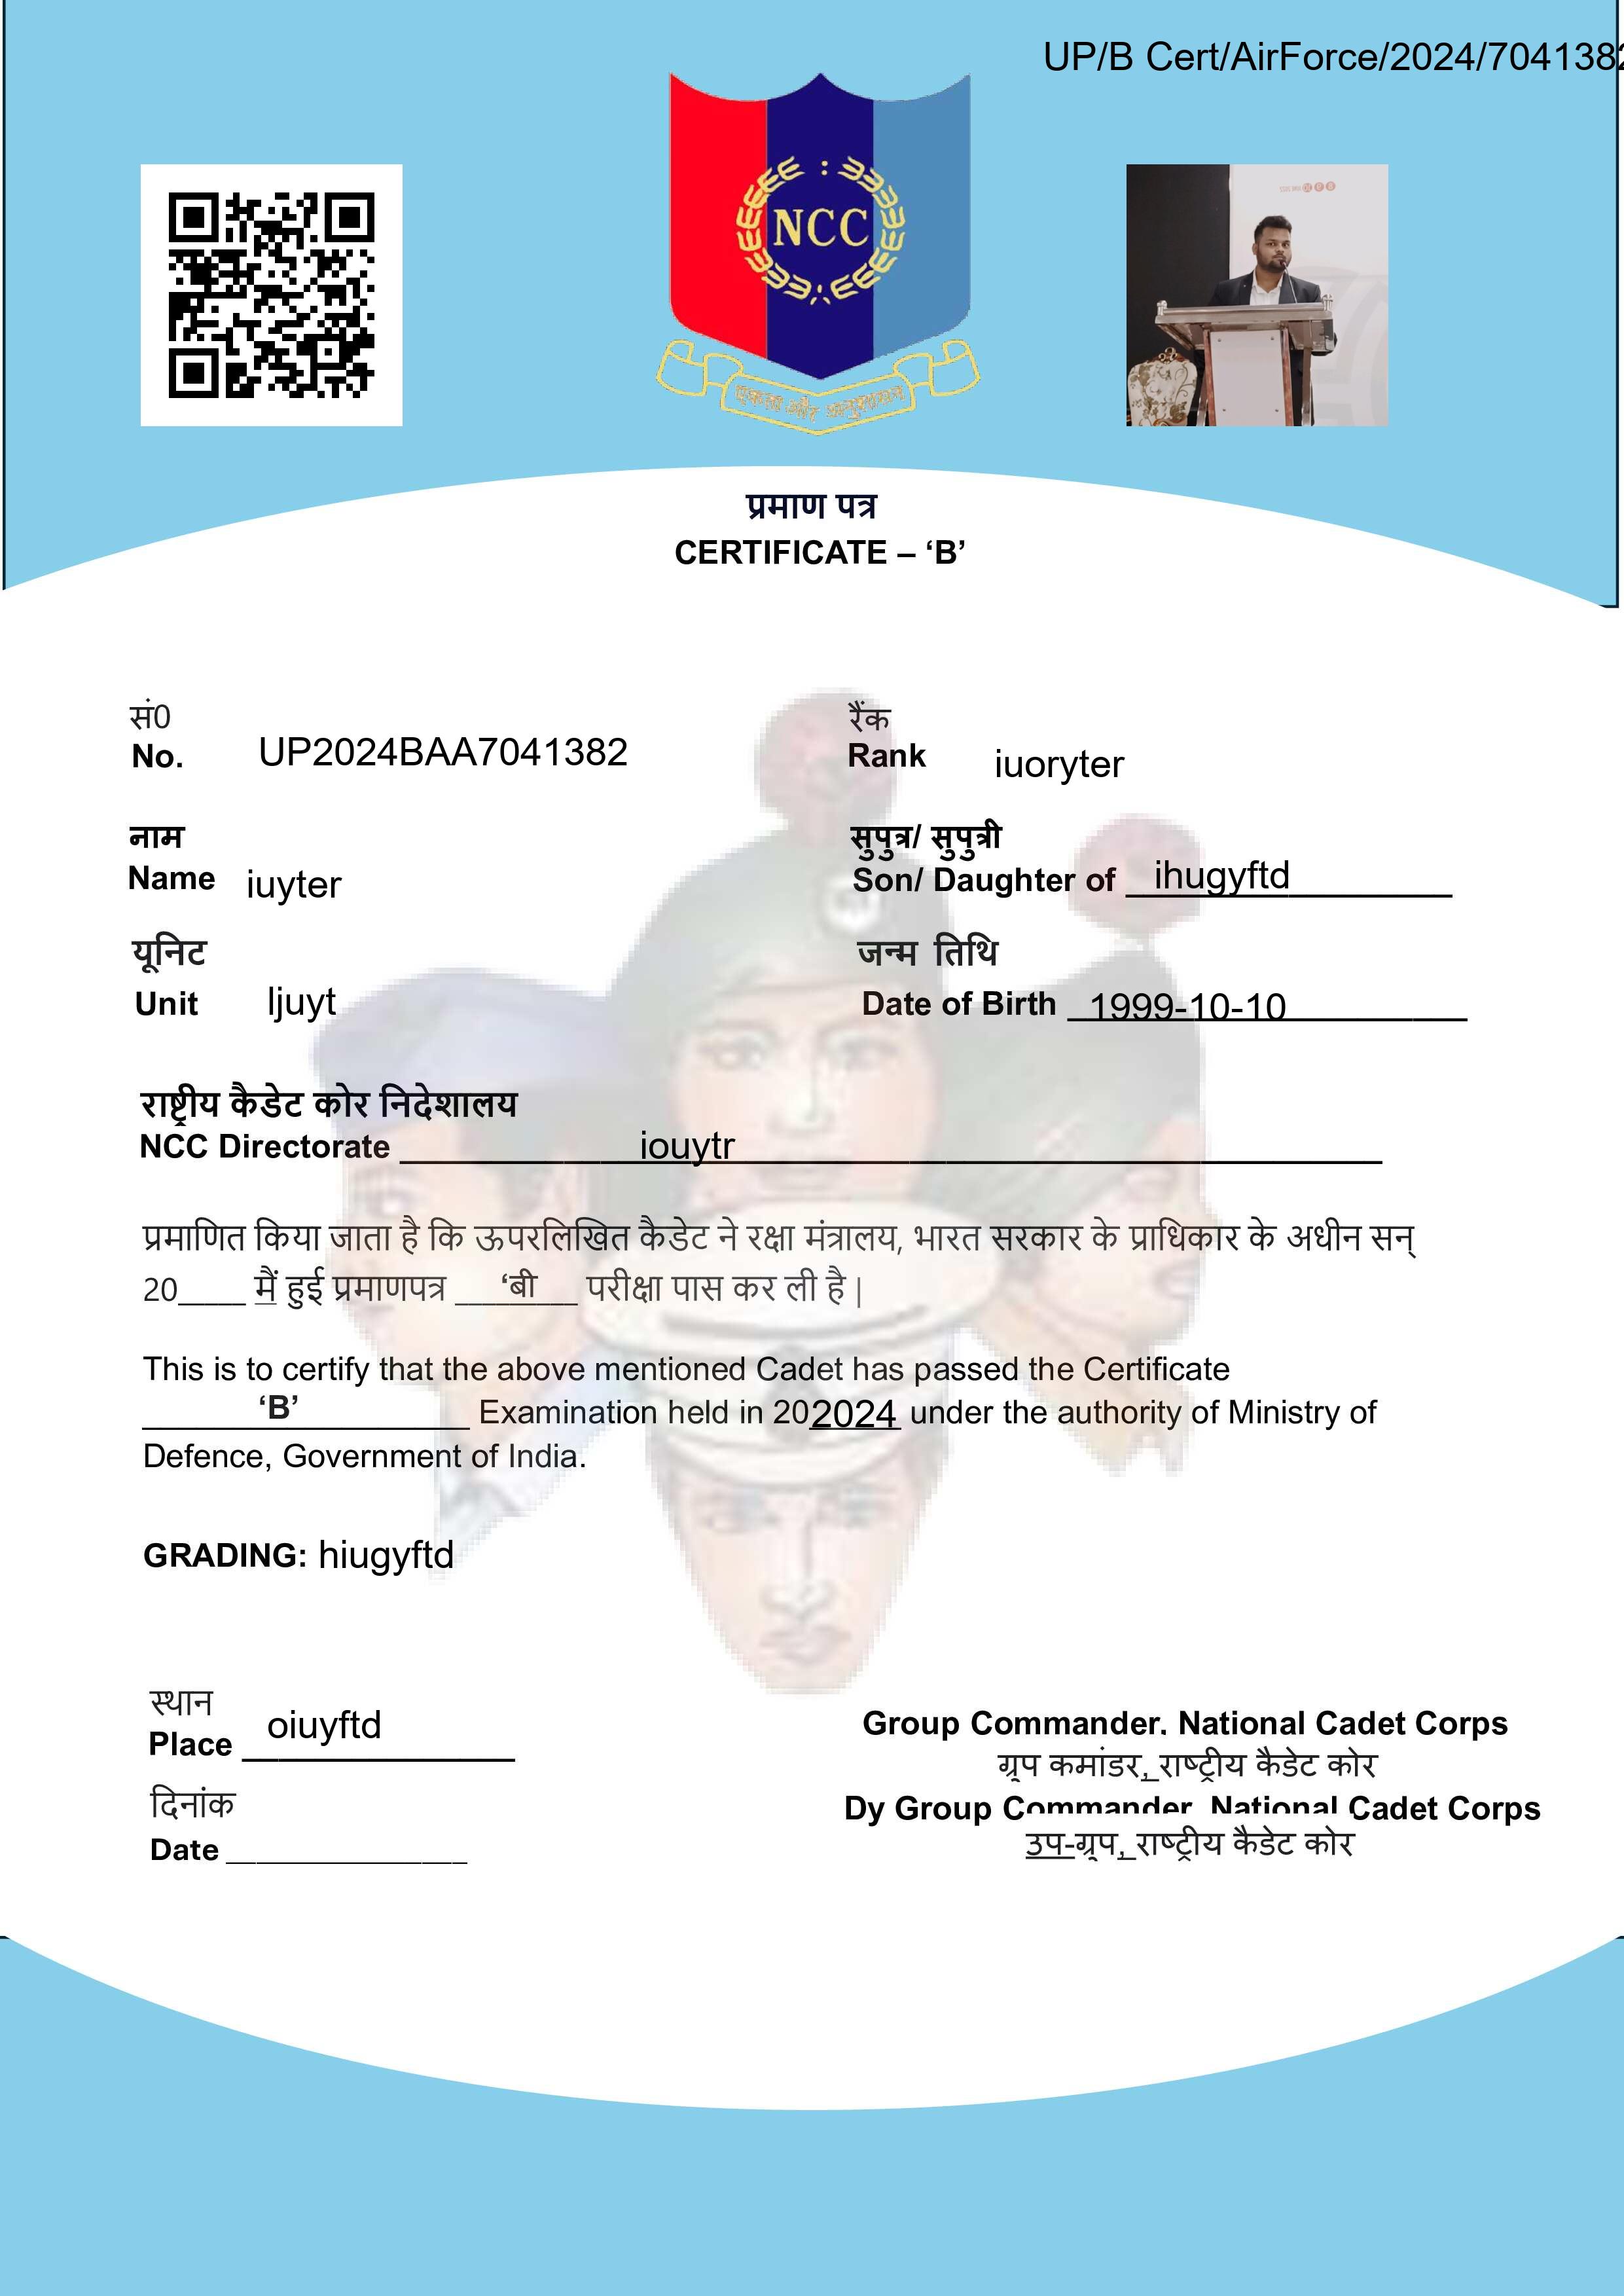 UP/B Cert/AirForce/2024/7041382
NCC
एकता और अनुशासन
प्रमाण पत्र
CERTIFICATE – ‘B’
सं0
No. UP2024BAA7041382
रैंक
Rank iuoryter
नाम
Name iuyter
सुपुत्र/ सुपुत्री
Son/ Daughter of ihugyftd
यूनिट
Unit ljuyt
जन्म तिथि
Date of Birth 1999-10-10
राष्ट्रीय कैडेट कोर निदेशालय
NCC Directorate iouytr
प्रमाणित किया जाता है कि ऊपरलिखित कैडेट ने रक्षा मंत्रालय, भारत सरकार के प्राधिकार के अधीन सन्
20____ मैं हुई प्रमाणपत्र ‘बी परीक्षा पास कर ली है |
This is to certify that the above mentioned Cadet has passed the Certificate
‘B’ Examination held in 202024 under the authority of Ministry of
Defence, Government of India.
GRADING: hiugyftd
स्थान
Place oiuyftd
दिनांक
Date
Group Commander, National Cadet Corps
ग्रुप कमांडर, राष्ट्रीय कैडेट कोर
Dy Group Commander, National Cadet Corps
उप-ग्रुप, राष्ट्रीय कैडेट कोर